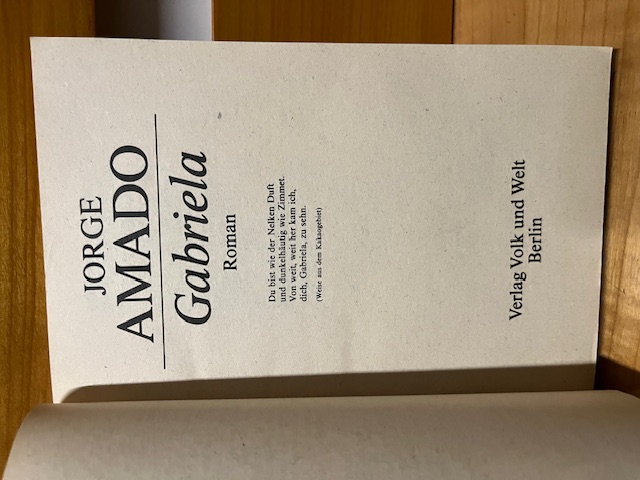 JORGE
AMADO
Gabriela
Roman
Du bist wie der Nelken Duft
und dunkelhäutig wie Zimmet.
Von weit, weit her kam ich,
dich, Gabriela, zu sehn.
(Weise aus dem Kakaogebiet)
Verlag Volk und Welt
Berlin